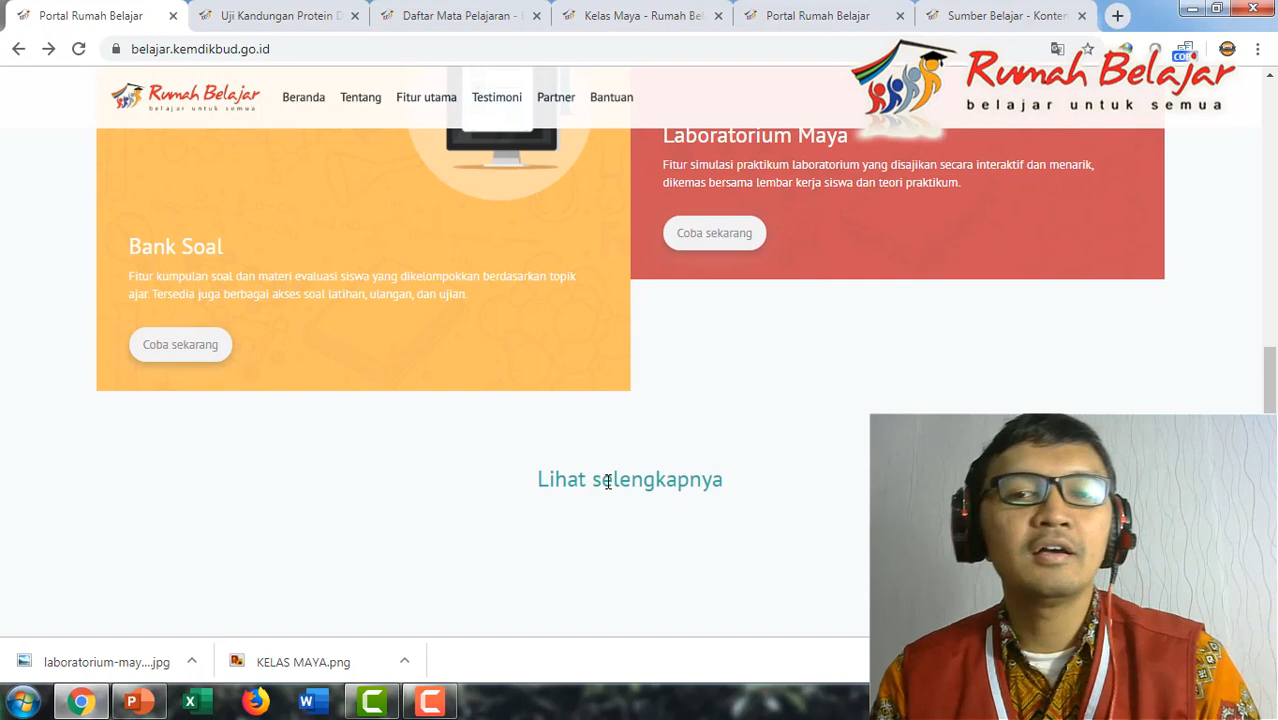 Portal Rumah Belajar
Uji Kandungan Protein D
Daftar Mata Pelajaran - 
Kelas Maya - Rumah Bel
Portal Rumah Belajar
Sumber Belajar - Konten
belajar.kemdikbud.go.id
Rumah Belajar
belajar untuk semua
Beranda
Tentang
Fitur utama
Testimoni
Partner
Bantuan
Rumah Belajar
belajar untuk semua
Laboratorium Maya
Fitur simulasi praktikum laboratorium yang disajikan secara interaktif dan menarik,
dikemas bersama lembar kerja siswa dan teori praktikum.
Coba sekarang
Bank Soal
Fitur kumpulan soal dan materi evaluasi siswa yang dikelompokkan berdasarkan topik
ajar. Tersedia juga berbagai akses soal latihan, ulangan, dan ujian.
Coba sekarang
Lihat selengkapnya
laboratorium-may....jpg
KELAS MAYA.png